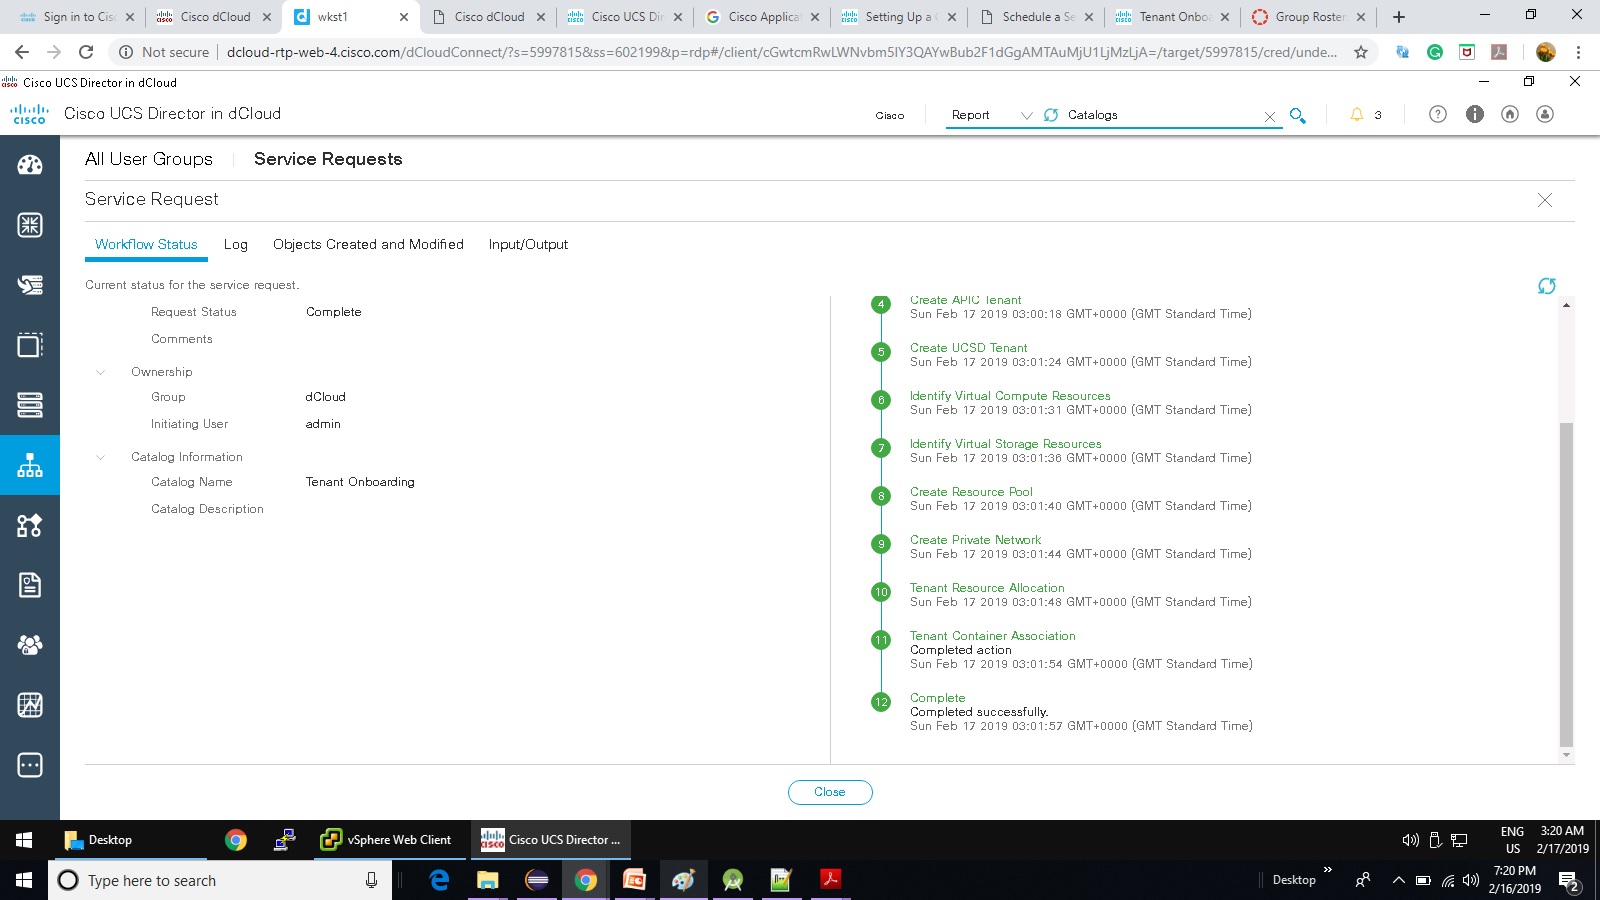 Sign in to Cis
Cisco dCloud
wkst1
Cisco dCloud
Cisco UCS Dir
Cisco Applicat
Setting Up a C
Schedule a Se
Tenant Onbo
Group Roster
Not secure
dcloud-rtp-web-4.cisco.com/dCloudConnect/?s=5997815&ss=602199&p=rdp#/client/cGwtcmRwLWNvbm5lY3QAYwBub2F1dGgAMTAuMjU1LjMzLjA=/target/5997815/cred/unde...
Cisco UCS Director in dCloud
cisco
Cisco UCS Director in dCloud
Cisco
Report
Catalogs
3
All User Groups
Service Requests
Service Request
Workflow Status
Log
Objects Created and Modified
Input/Output
Current status for the service request.
Request Status
Complete
Comments
Ownership
Group
dCloud
Initiating User
admin
Catalog Information
Catalog Name
Tenant Onboarding
Catalog Description
4
Create APIC Tenant
Sun Feb 17 2019 03:00:18 GMT+0000 (GMT Standard Time)
5
Create UCSD Tenant
Sun Feb 17 2019 03:01:24 GMT+0000 (GMT Standard Time)
6
Identify Virtual Compute Resources
Sun Feb 17 2019 03:01:31 GMT+0000 (GMT Standard Time)
7
Identify Virtual Storage Resources
Sun Feb 17 2019 03:01:36 GMT+0000 (GMT Standard Time)
8
Create Resource Pool
Sun Feb 17 2019 03:01:40 GMT+0000 (GMT Standard Time)
9
Create Private Network
Sun Feb 17 2019 03:01:44 GMT+0000 (GMT Standard Time)
10
Tenant Resource Allocation
Sun Feb 17 2019 03:01:48 GMT+0000 (GMT Standard Time)
11
Tenant Container Association
Completed action
Sun Feb 17 2019 03:01:54 GMT+0000 (GMT Standard Time)
12
Complete
Completed successfully.
Sun Feb 17 2019 03:01:57 GMT+0000 (GMT Standard Time)
Close
Desktop
vSphere Web Client
Cisco UCS Director ...
ENG
US
3:20 AM
2/17/2019
Type here to search
Desktop
7:20 PM
2/16/2019
2